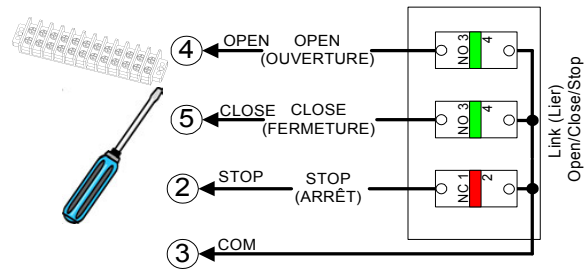 4 OPEN OPEN NO 3 4
(OUVERTURE)
5 CLOSE CLOSE NO 3 4
(FERMETURE)
2 STOP STOP NC 1 2
(ARRÊT)
3 COM
Link (Lier)
Open/Close/Stop